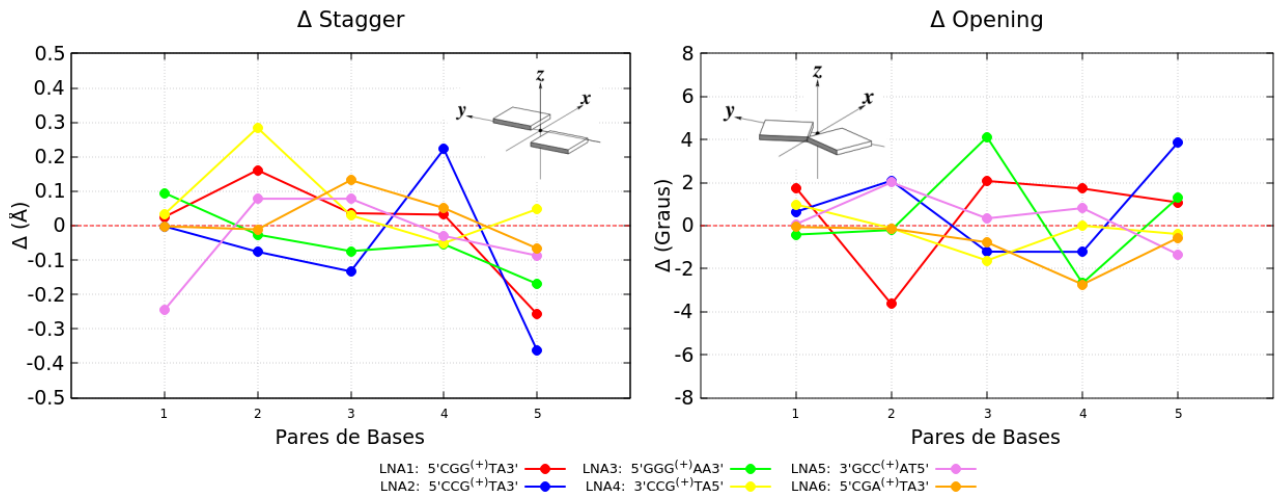 Δ Stagger
0.5
0.4
0.3
0.2
0.1
0
-0.1
-0.2
-0.3
-0.4
-0.5
Δ (Å)
1 2 3 4 5
Pares de Bases
z
y
x
Δ Opening
8
6
4
2
0
-2
-4
-6
-8
Δ (Graus)
1 2 3 4 5
Pares de Bases
z
y
x
LNA1: 5'CGG(+)TA3' LNA3: 5'GGG(+)AA3' LNA5: 3'GCC(+)AT5'
LNA2: 5'CCG(+)TA3' LNA4: 3'CCG(+)TA5' LNA6: 5'CGA(+)TA3'